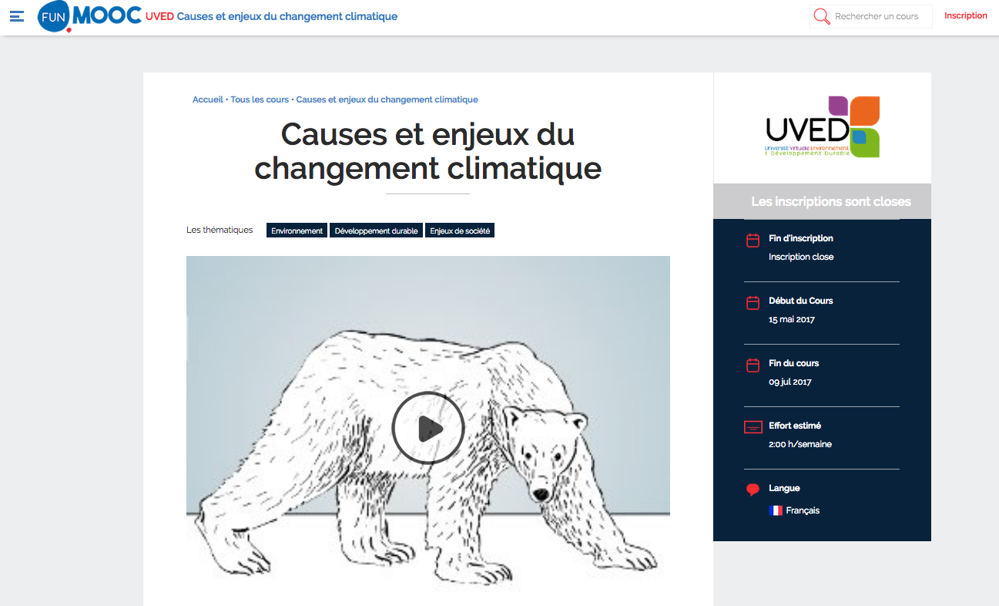 FUN MOOC UVED Causes et enjeux du changement climatique
Rechercher un cours
Inscription
Accueil • Tous les cours • Causes et enjeux du changement climatique
Causes et enjeux du
changement climatique
Les thématiques
Environnement
Développement durable
Enjeux de société
UVED
Université Virtuelle Environnement
& Développement Durable
Les inscriptions sont closes
Fin d'inscription
Inscription close
Début du Cours
15 mai 2017
Fin du cours
09 jul 2017
Effort estimé
2:00 h/semaine
Langue
Français